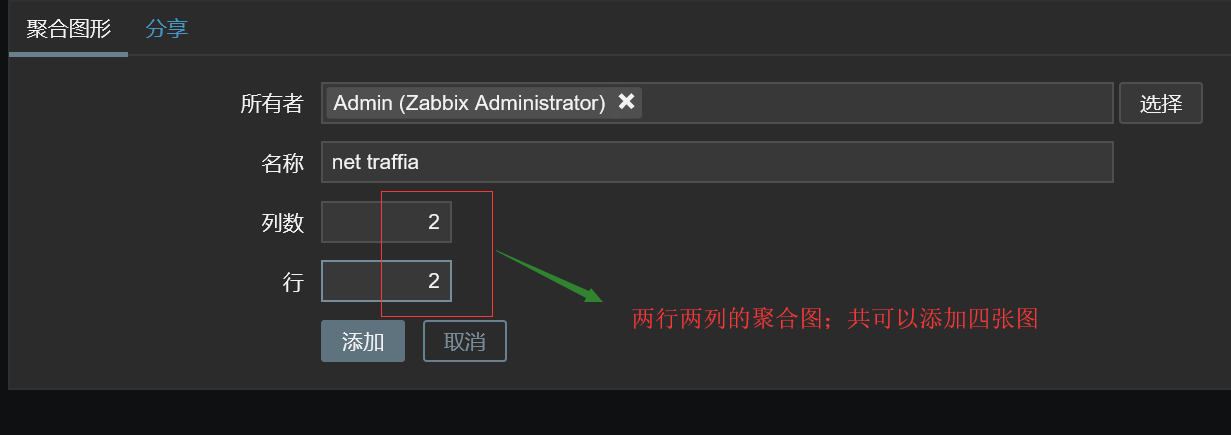 聚合图形 分享
所有者 Admin (Zabbix Administrator) ✖ 选择
名称 net traffia
列数 2
行 2
两行两列的聚合图；共可以添加四张图
添加 取消